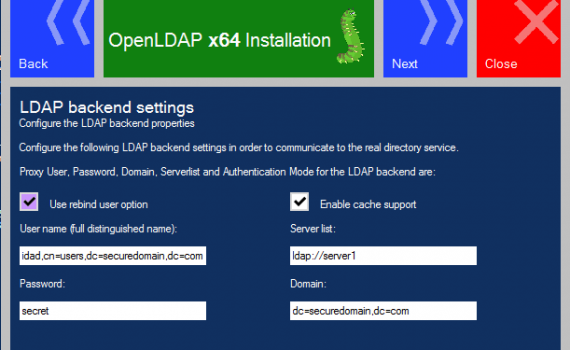 OpenLDAP x64 Installation
Back
Next
Close
LDAP backend settings
Configure the LDAP backend properties
Configure the following LDAP backend settings in order to communicate to the real directory service.
Proxy User, Password, Domain, Serverlist and Authentication Mode for the LDAP backend are:
Use rebind user option
Enable cache support
User name (full distinguished name):
Server list:
idad,cn=users,dc=securedomain,dc=com
ldap://server1
Password:
Domain:
secret
dc=securedomain,dc=com